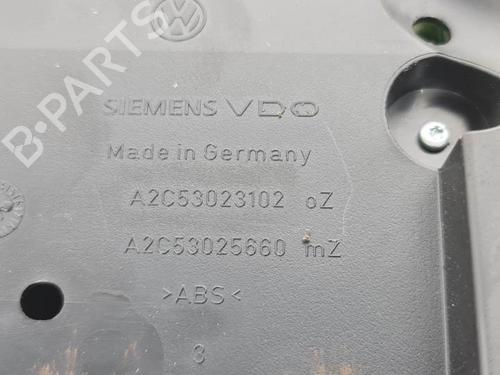 SIEMENS VDO
Made in Germany
A2C53023102 oZ
A2C53025660 mZ
>ABS<
3
B-PARTS